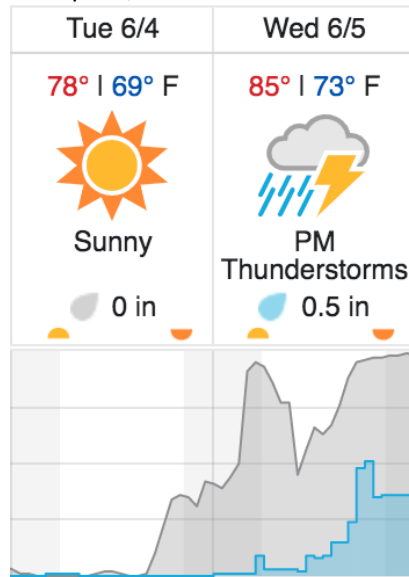 Tue 6/4
Wed 6/5
78° | 69° F
85° | 73° F
Sunny
PM
Thunderstorms
0 in
0.5 in